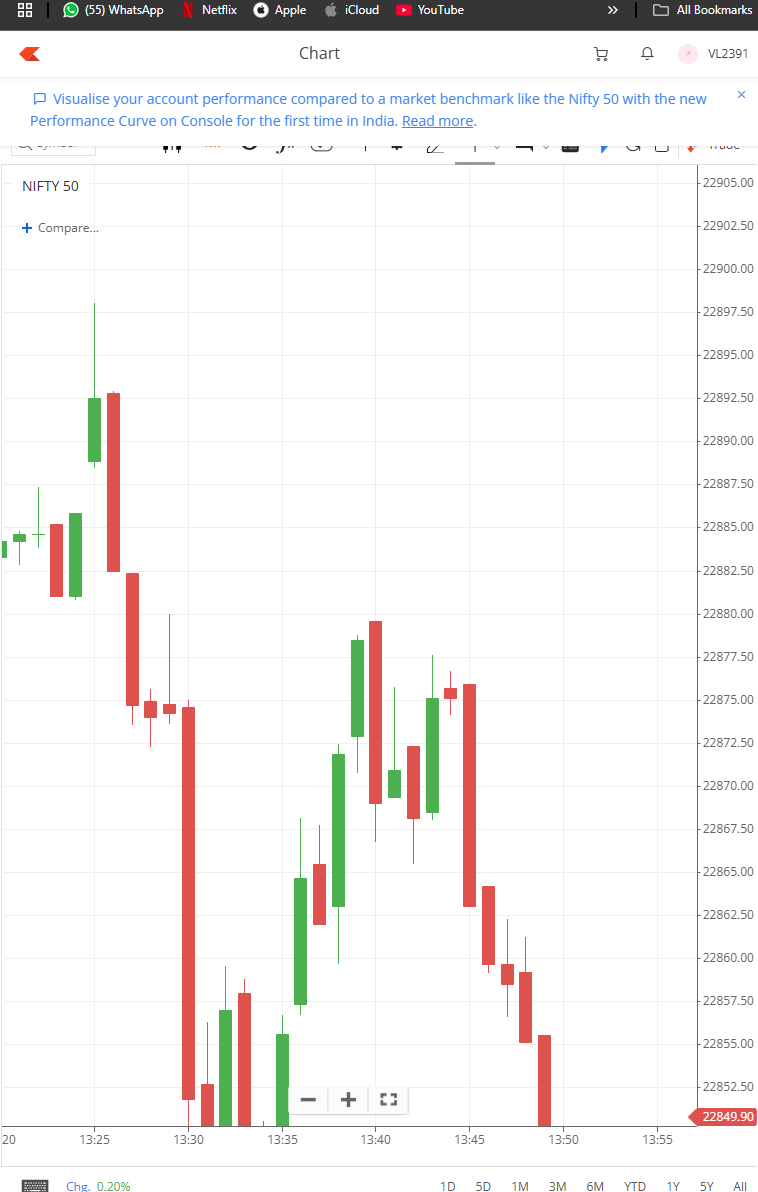 (55) WhatsApp Netflix Apple iCloud YouTube » All Bookmarks
Chart VL2391
Visualise your account performance compared to a market benchmark like the Nifty 50 with the new
Performance Curve on Console for the first time in India. Read more.
NIFTY 50
+ Compare...
22905.00
22902.50
22900.00
22897.50
22895.00
22892.50
22890.00
22887.50
22885.00
22882.50
22880.00
22877.50
22875.00
22872.50
22870.00
22867.50
22865.00
22862.50
22860.00
22857.50
22855.00
22852.50
22849.90
20 13:25 13:30 13:35 13:40 13:45 13:50 13:55
Chg. 0.20% 1D 5D 1M 3M 6M YTD 1Y 5Y All